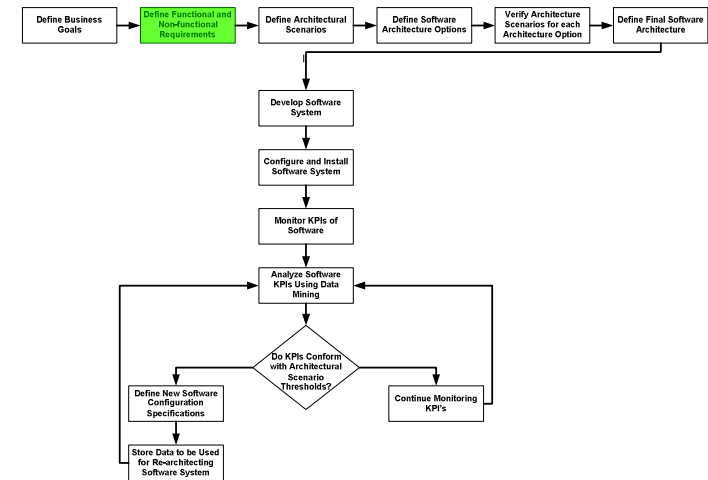 Define Business
Goals
Define Functional and
Non-functional
Requirements
Define Architectural
Scenarios
Define Software
Architecture Options
Verify Architecture
Scenarios for each
Architecture Option
Define Final Software
Architecture
Develop Software
System
Configure and Install
Software System
Monitor KPIs of
Software
Analyze Software
KPIs Using Data
Mining
Do KPIs Conform
with Architectural
Scenario
Thresholds?
Define New Software
Configuration
Specifications
Continue Monitoring
KPI's
Store Data to be Used
for Re-architecting
Software System